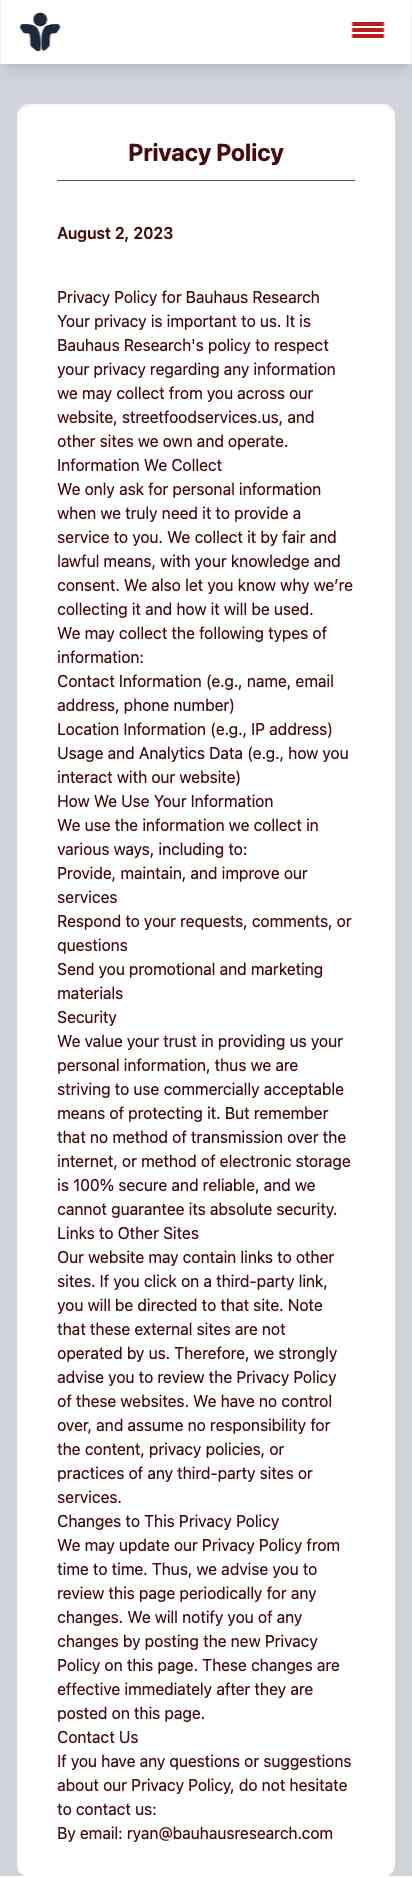 Privacy Policy
August 2, 2023
Privacy Policy for Bauhaus Research
Your privacy is important to us. It is
Bauhaus Research's policy to respect
your privacy regarding any information
we may collect from you across our
website, streetfoodservices.us, and
other sites we own and operate.
Information We Collect
We only ask for personal information
when we truly need it to provide a
service to you. We collect it by fair and
lawful means, with your knowledge and
consent. We also let you know why we’re
collecting it and how it will be used.
We may collect the following types of
information:
Contact Information (e.g., name, email
address, phone number)
Location Information (e.g., IP address)
Usage and Analytics Data (e.g., how you
interact with our website)
How We Use Your Information
We use the information we collect in
various ways, including to:
Provide, maintain, and improve our
services
Respond to your requests, comments, or
questions
Send you promotional and marketing
materials
Security
We value your trust in providing us your
personal information, thus we are
striving to use commercially acceptable
means of protecting it. But remember
that no method of transmission over the
internet, or method of electronic storage
is 100% secure and reliable, and we
cannot guarantee its absolute security.
Links to Other Sites
Our website may contain links to other
sites. If you click on a third-party link,
you will be directed to that site. Note
that these external sites are not
operated by us. Therefore, we strongly
advise you to review the Privacy Policy
of these websites. We have no control
over, and assume no responsibility for
the content, privacy policies, or
practices of any third-party sites or
services.
Changes to This Privacy Policy
We may update our Privacy Policy from
time to time. Thus, we advise you to
review this page periodically for any
changes. We will notify you of any
changes by posting the new Privacy
Policy on this page. These changes are
effective immediately after they are
posted on this page.
Contact Us
If you have any questions or suggestions
about our Privacy Policy, do not hesitate
to contact us:
By email: ryan@bauhausresearch.com